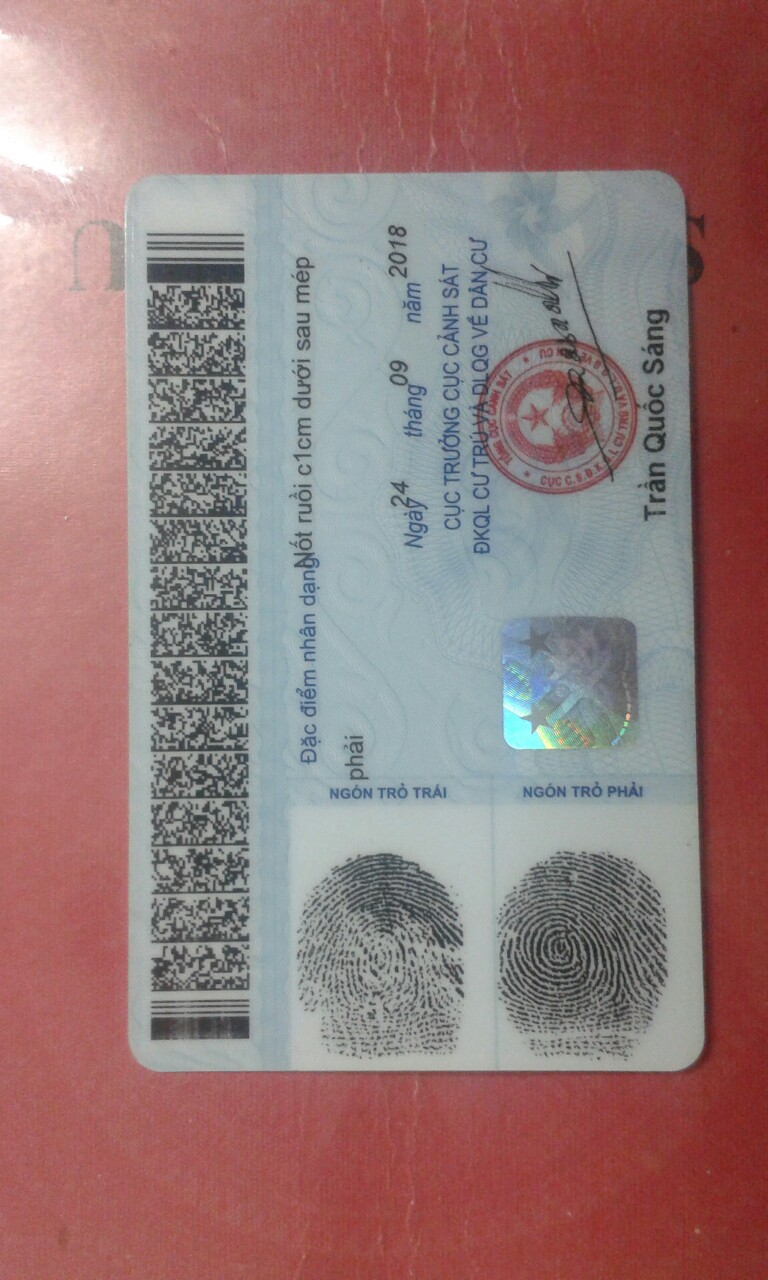 Đặc điểm nhân dạng: Nốt ruồi c1cm dưới sau mép
phải
Ngày 24 tháng 09 năm 2018
CỤC TRƯỞNG CỤC CẢNH SÁT
ĐKQL CƯ TRÚ VÀ DLQG VỀ DÂN CƯ
Trần Quốc Sáng
NGÓN TRỎ TRÁI
NGÓN TRỎ PHẢI